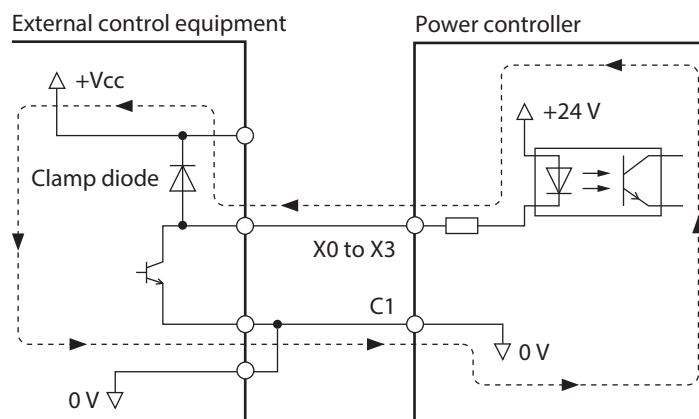 External control equipment
Power controller
+Vcc
+24 V
Clamp diode
X0 to X3
C1
0 V
0 V